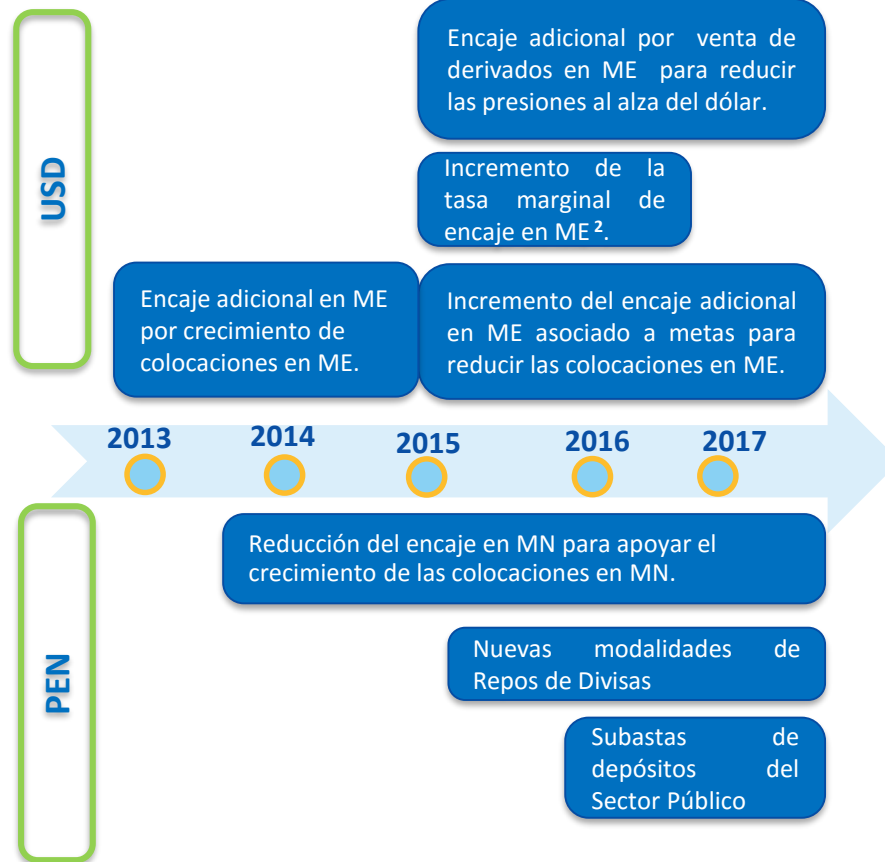 USD
Encaje adicional por venta de
derivados en ME para reducir
las presiones al alza del dólar.
Incremento de la
tasa marginal de
encaje en ME ².
Encaje adicional en ME
por crecimiento de
colocaciones en ME.
Incremento del encaje adicional
en ME asociado a metas para
reducir las colocaciones en ME.
2013 2014 2015 2016 2017
PEN
Reducción del encaje en MN para apoyar el
crecimiento de las colocaciones en MN.
Nuevas modalidades de
Repos de Divisas
Subastas de
depósitos del
Sector Público